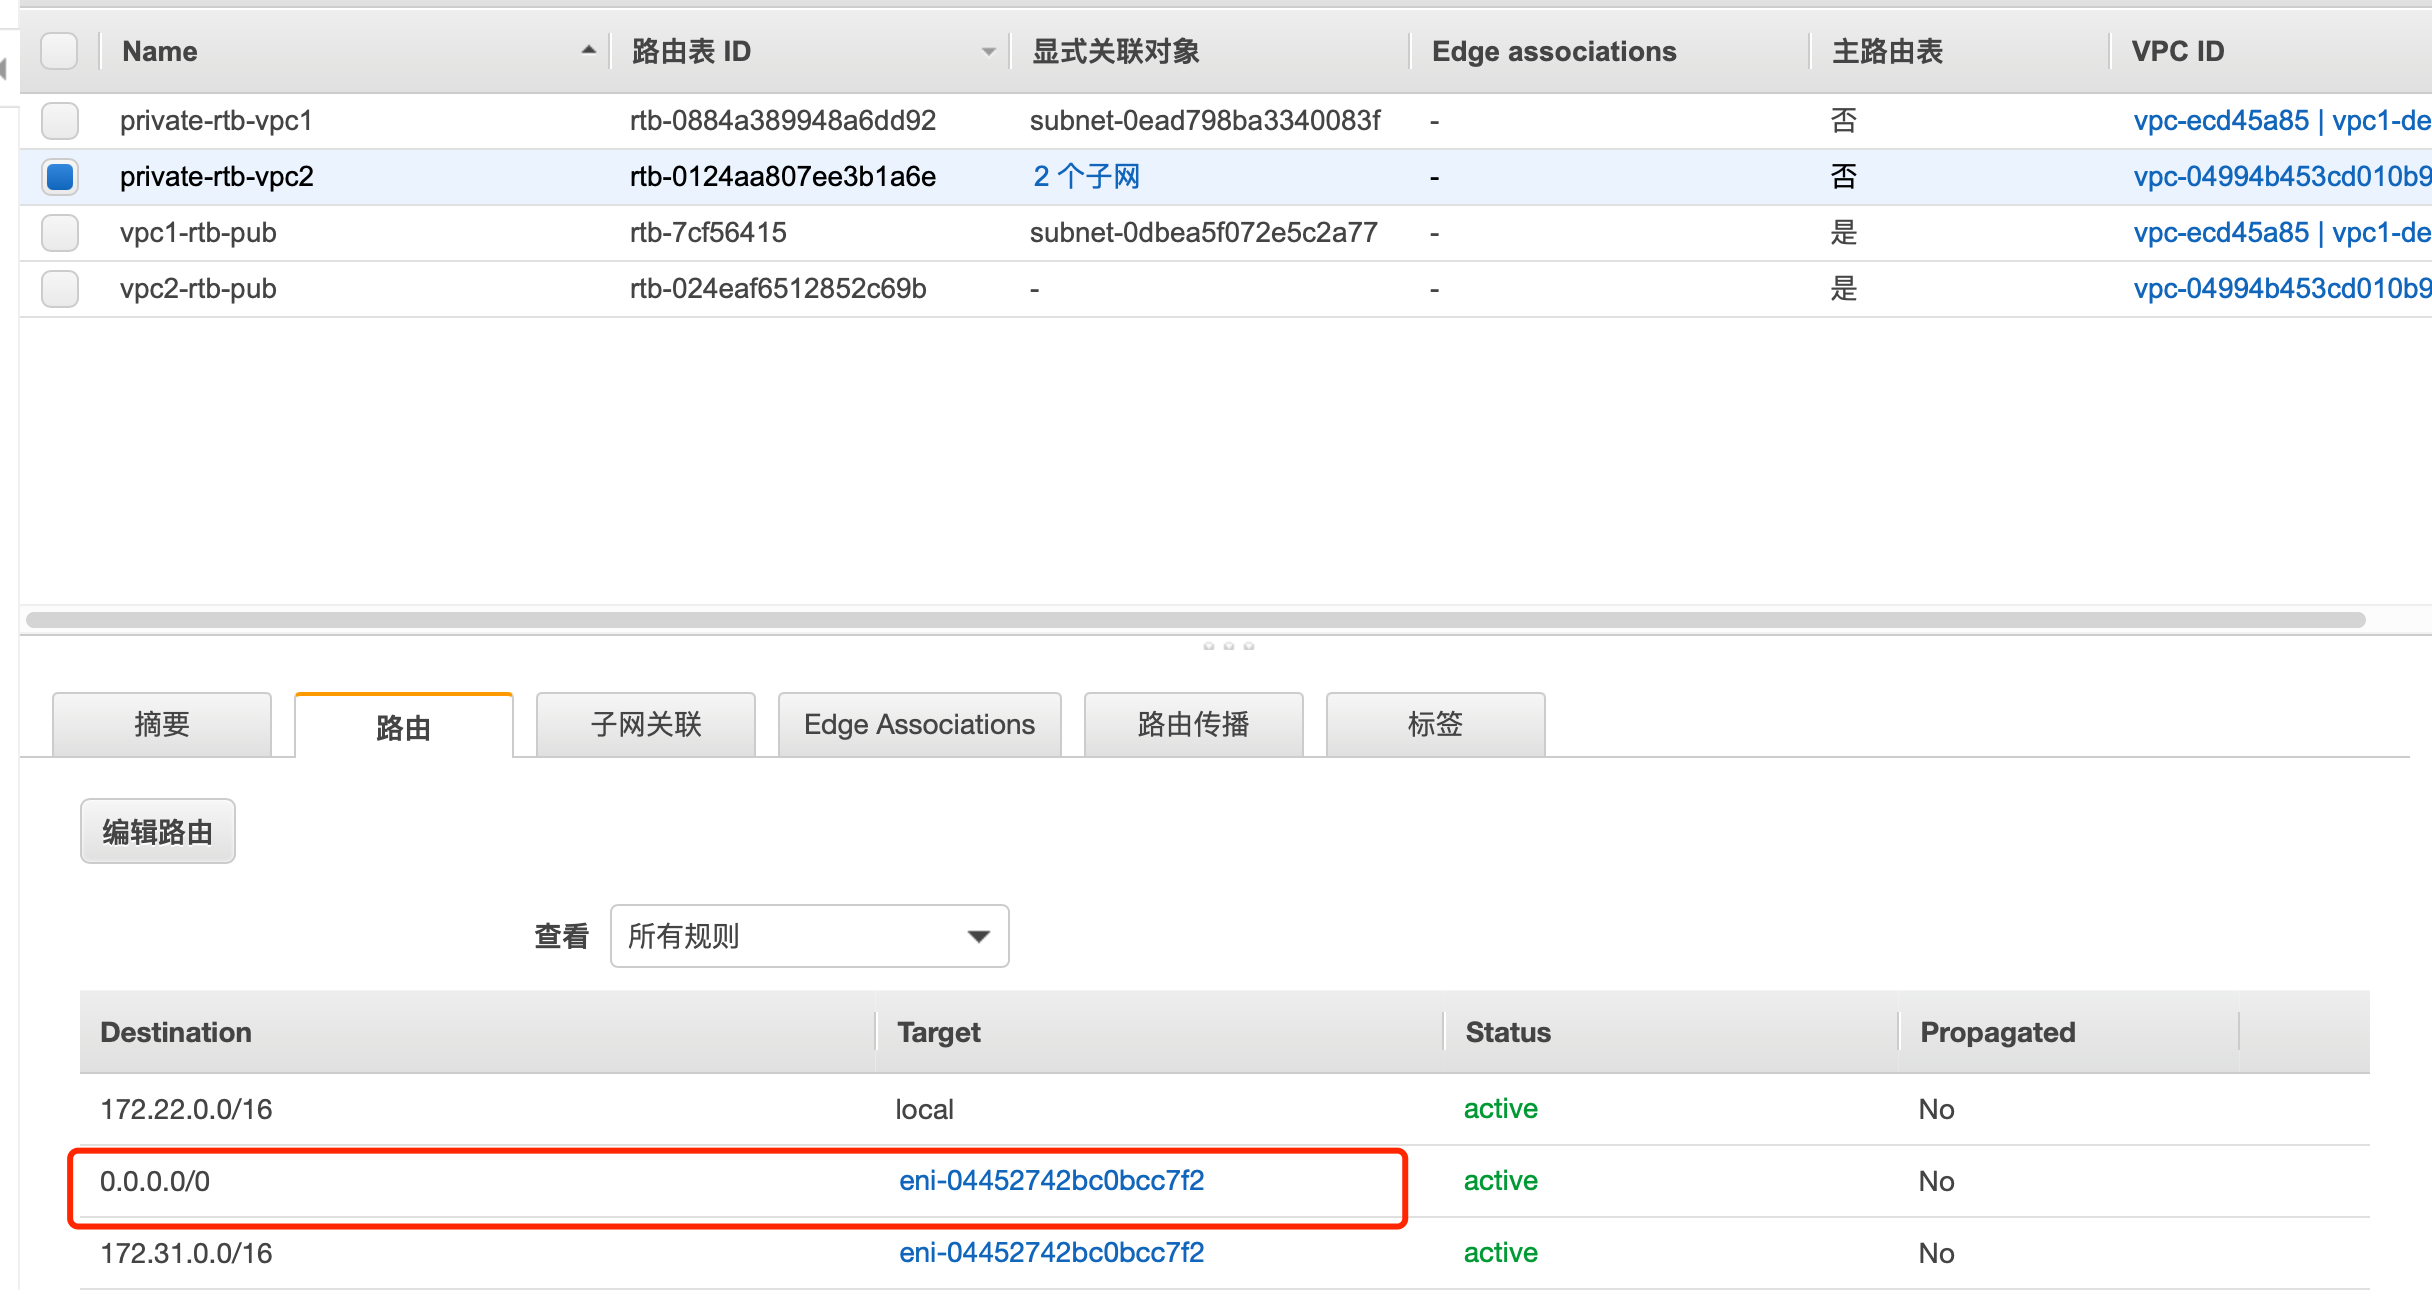 Name 路由表 ID 显式关联对象 Edge associations 主路由表 VPC ID
private-rtb-vpc1 rtb-0884a389948a6dd92 subnet-0ead798ba3340083f - 否 vpc-ecd45a85 | vpc1-de
private-rtb-vpc2 rtb-0124aa807ee3b1a6e 2 个子网 - 否 vpc-04994b453cd010b9
vpc1-rtb-pub rtb-7cf56415 subnet-0dbea5f072e5c2a77 - 是 vpc-ecd45a85 | vpc1-de
vpc2-rtb-pub rtb-024eaf6512852c69b - - 是 vpc-04994b453cd010b9
摘要 路由 子网关联 Edge Associations 路由传播 标签
编辑路由
查看 所有规则
Destination Target Status Propagated
172.22.0.0/16 local active No
0.0.0.0/0 eni-04452742bc0bcc7f2 active No
172.31.0.0/16 eni-04452742bc0bcc7f2 active No